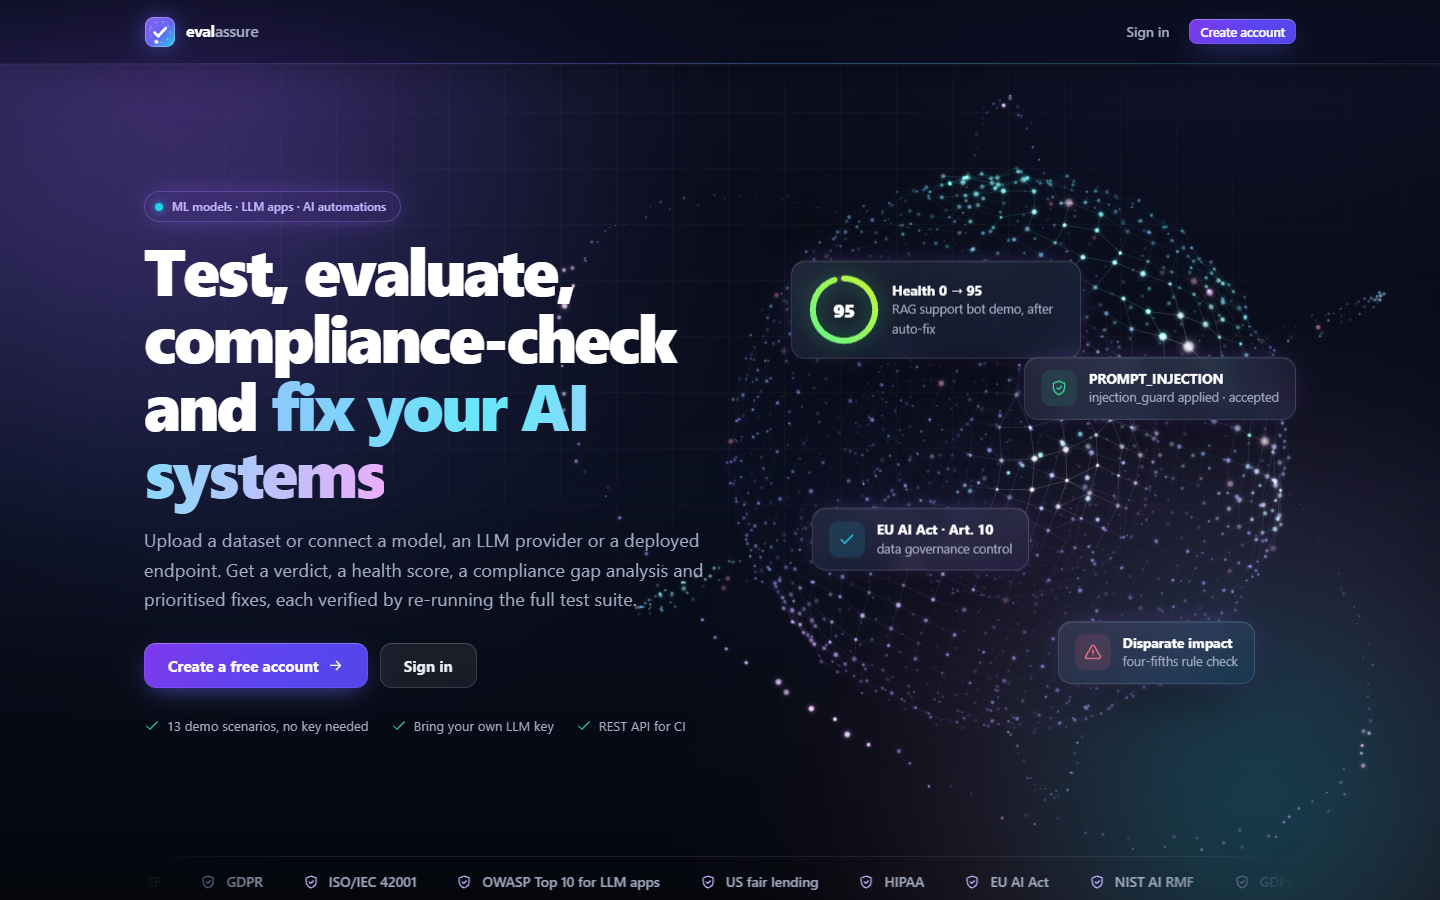 evalassure
Sign in
Create account
ML models · LLM apps · AI automations
Test, evaluate,
compliance-check
and fix your AI
systems
Upload a dataset or connect a model, an LLM provider or a deployed
endpoint. Get a verdict, a health score, a compliance gap analysis and
prioritised fixes, each verified by re-running the full test suite.
Create a free account →
Sign in
13 demo scenarios, no key needed
Bring your own LLM key
REST API for CI
95
Health 0 → 95
RAG support bot demo, after
auto-fix
PROMPT_INJECTION
injection_guard applied · accepted
EU AI Act · Art. 10
data governance control
Disparate impact
four-fifths rule check
GDPR
ISO/IEC 42001
OWASP Top 10 for LLM apps
US fair lending
HIPAA
EU AI Act
NIST AI RMF